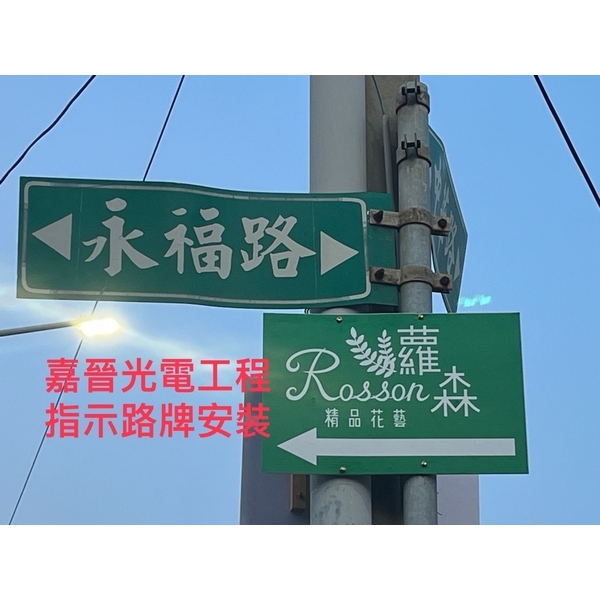 永福路
蘿森
Rosson
精品花藝
嘉晉光電工程
指示路牌安裝